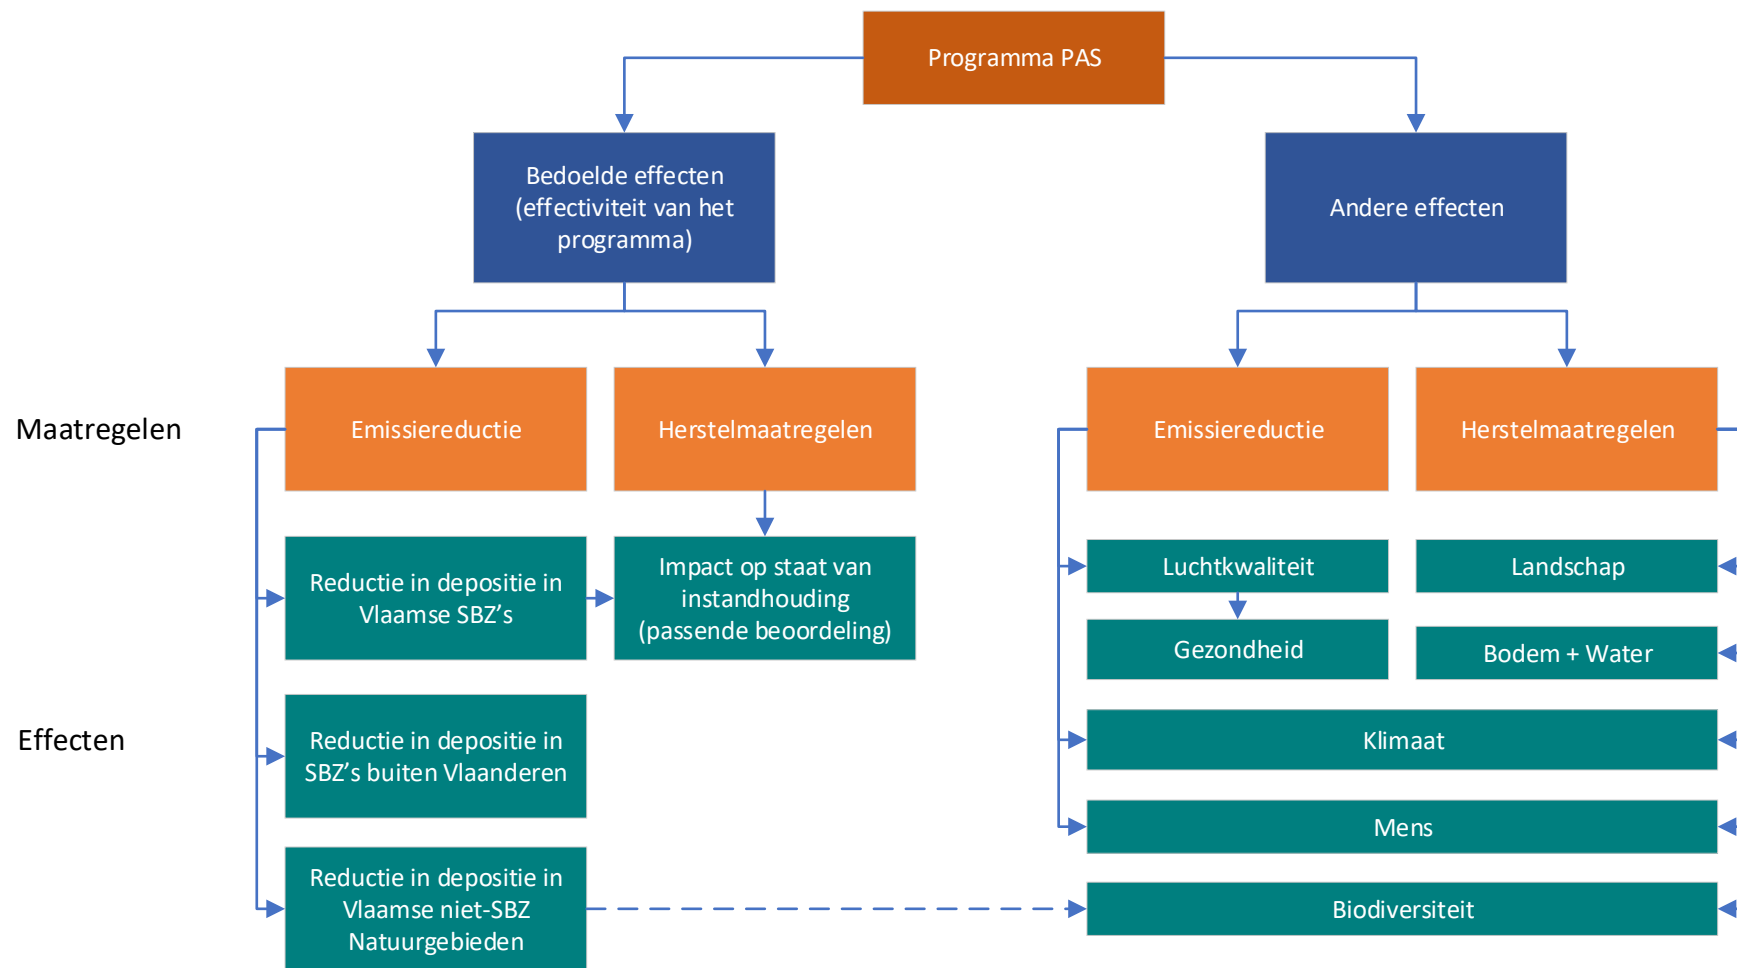 Programma PAS
Bedoelde effecten
(effectiviteit van het
programma)
Andere effecten
Maatregelen
Emissiereductie
Herstelmaatregelen
Emissiereductie
Herstelmaatregelen
Reductie in depositie in
Vlaamse SBZ’s
Impact op staat van
instandhouding
(passende beoordeling)
Luchtkwaliteit
Landschap
Gezondheid
Bodem + Water
Effecten
Reductie in depositie in
SBZ’s buiten Vlaanderen
Klimaat
Mens
Reductie in depositie in
Vlaamse niet-SBZ
Natuurgebieden
Biodiversiteit